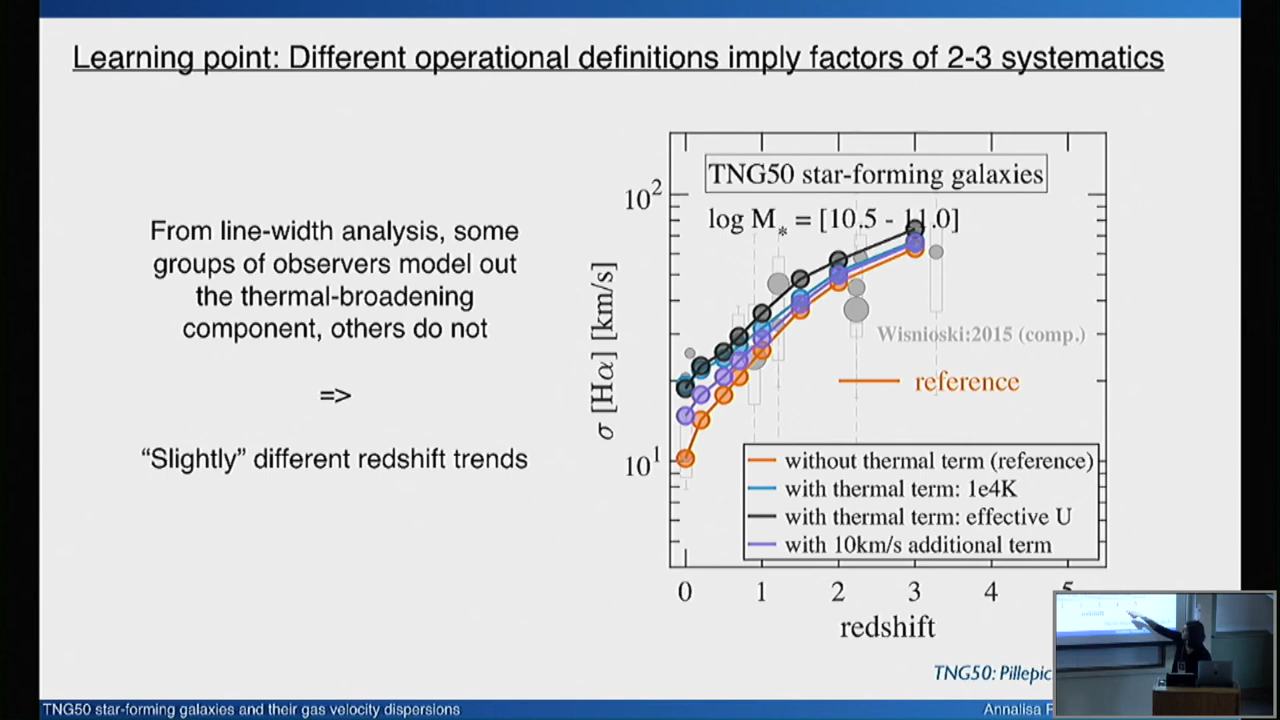 Learning point: Different operational definitions imply factors of 2-3 systematics
From line-width analysis, some
groups of observers model out
the thermal-broadening
component, others do not
=>
“Slightly” different redshift trends
TNG50 star-forming galaxies
log M* = [10.5 - 11.0]
Wisnioski:2015 (comp.)
reference
without thermal term (reference)
with thermal term: 1e4K
with thermal term: effective U
with 10km/s additional term
σ [Hα] [km/s]
10²
10¹
0 1 2 3 4 5
redshift
TNG50: Pillepic
TNG50 star-forming galaxies and their gas velocity dispersions
Annalisa P